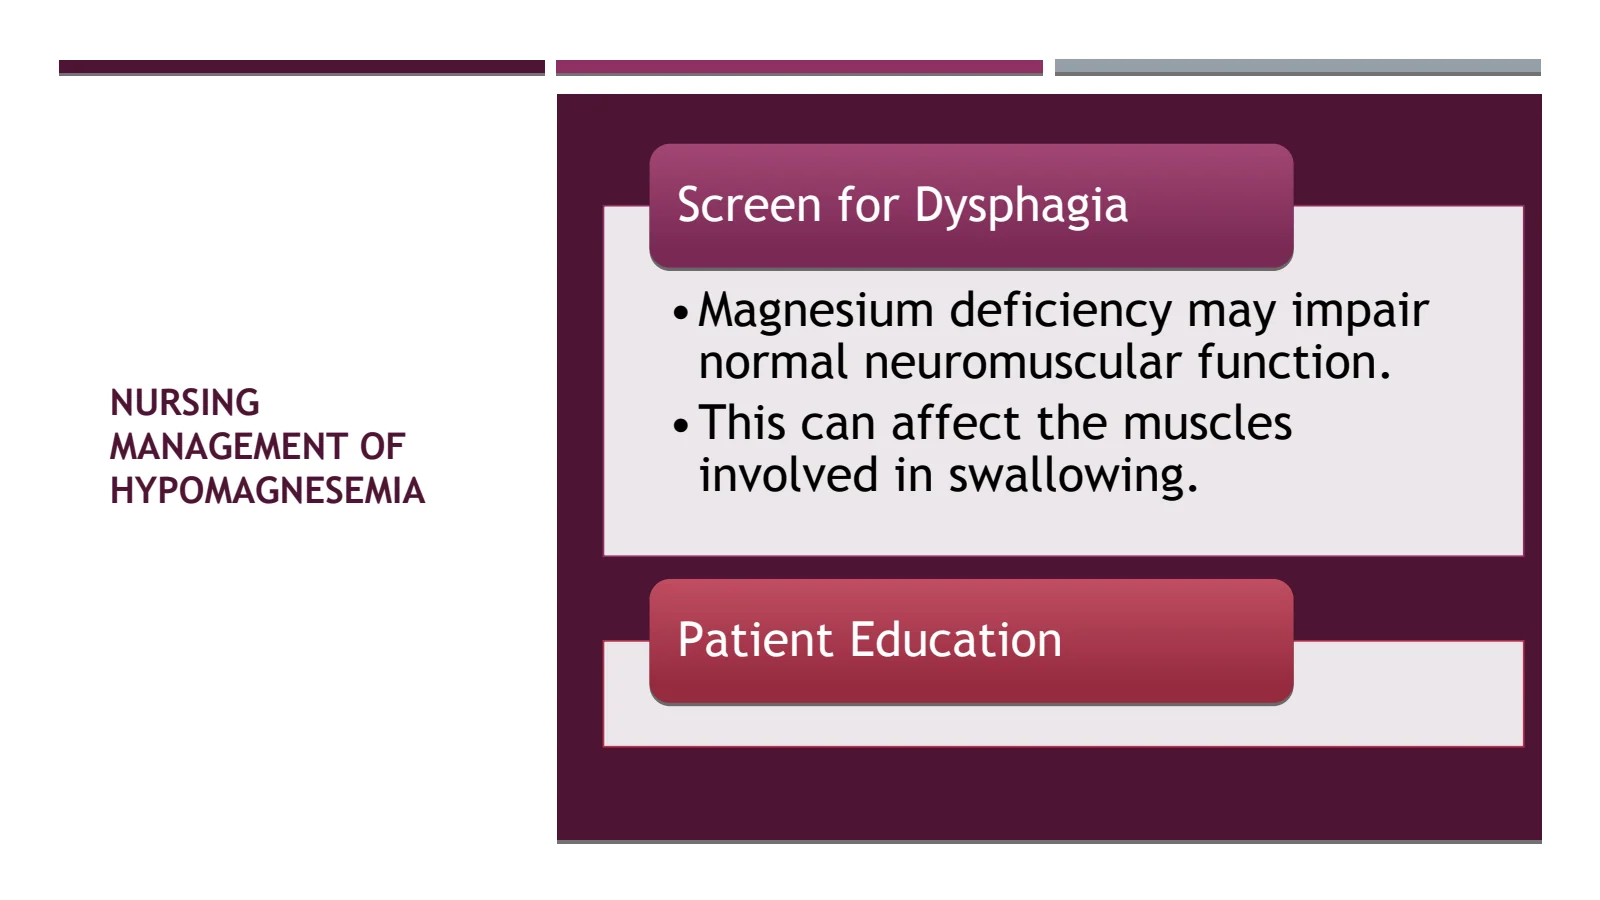 NURSING
MANAGEMENT OF
HYPOMAGNESEMIA
Screen for Dysphagia
•Magnesium deficiency may impair
normal neuromuscular function.
•This can affect the muscles
involved in swallowing.
Patient Education